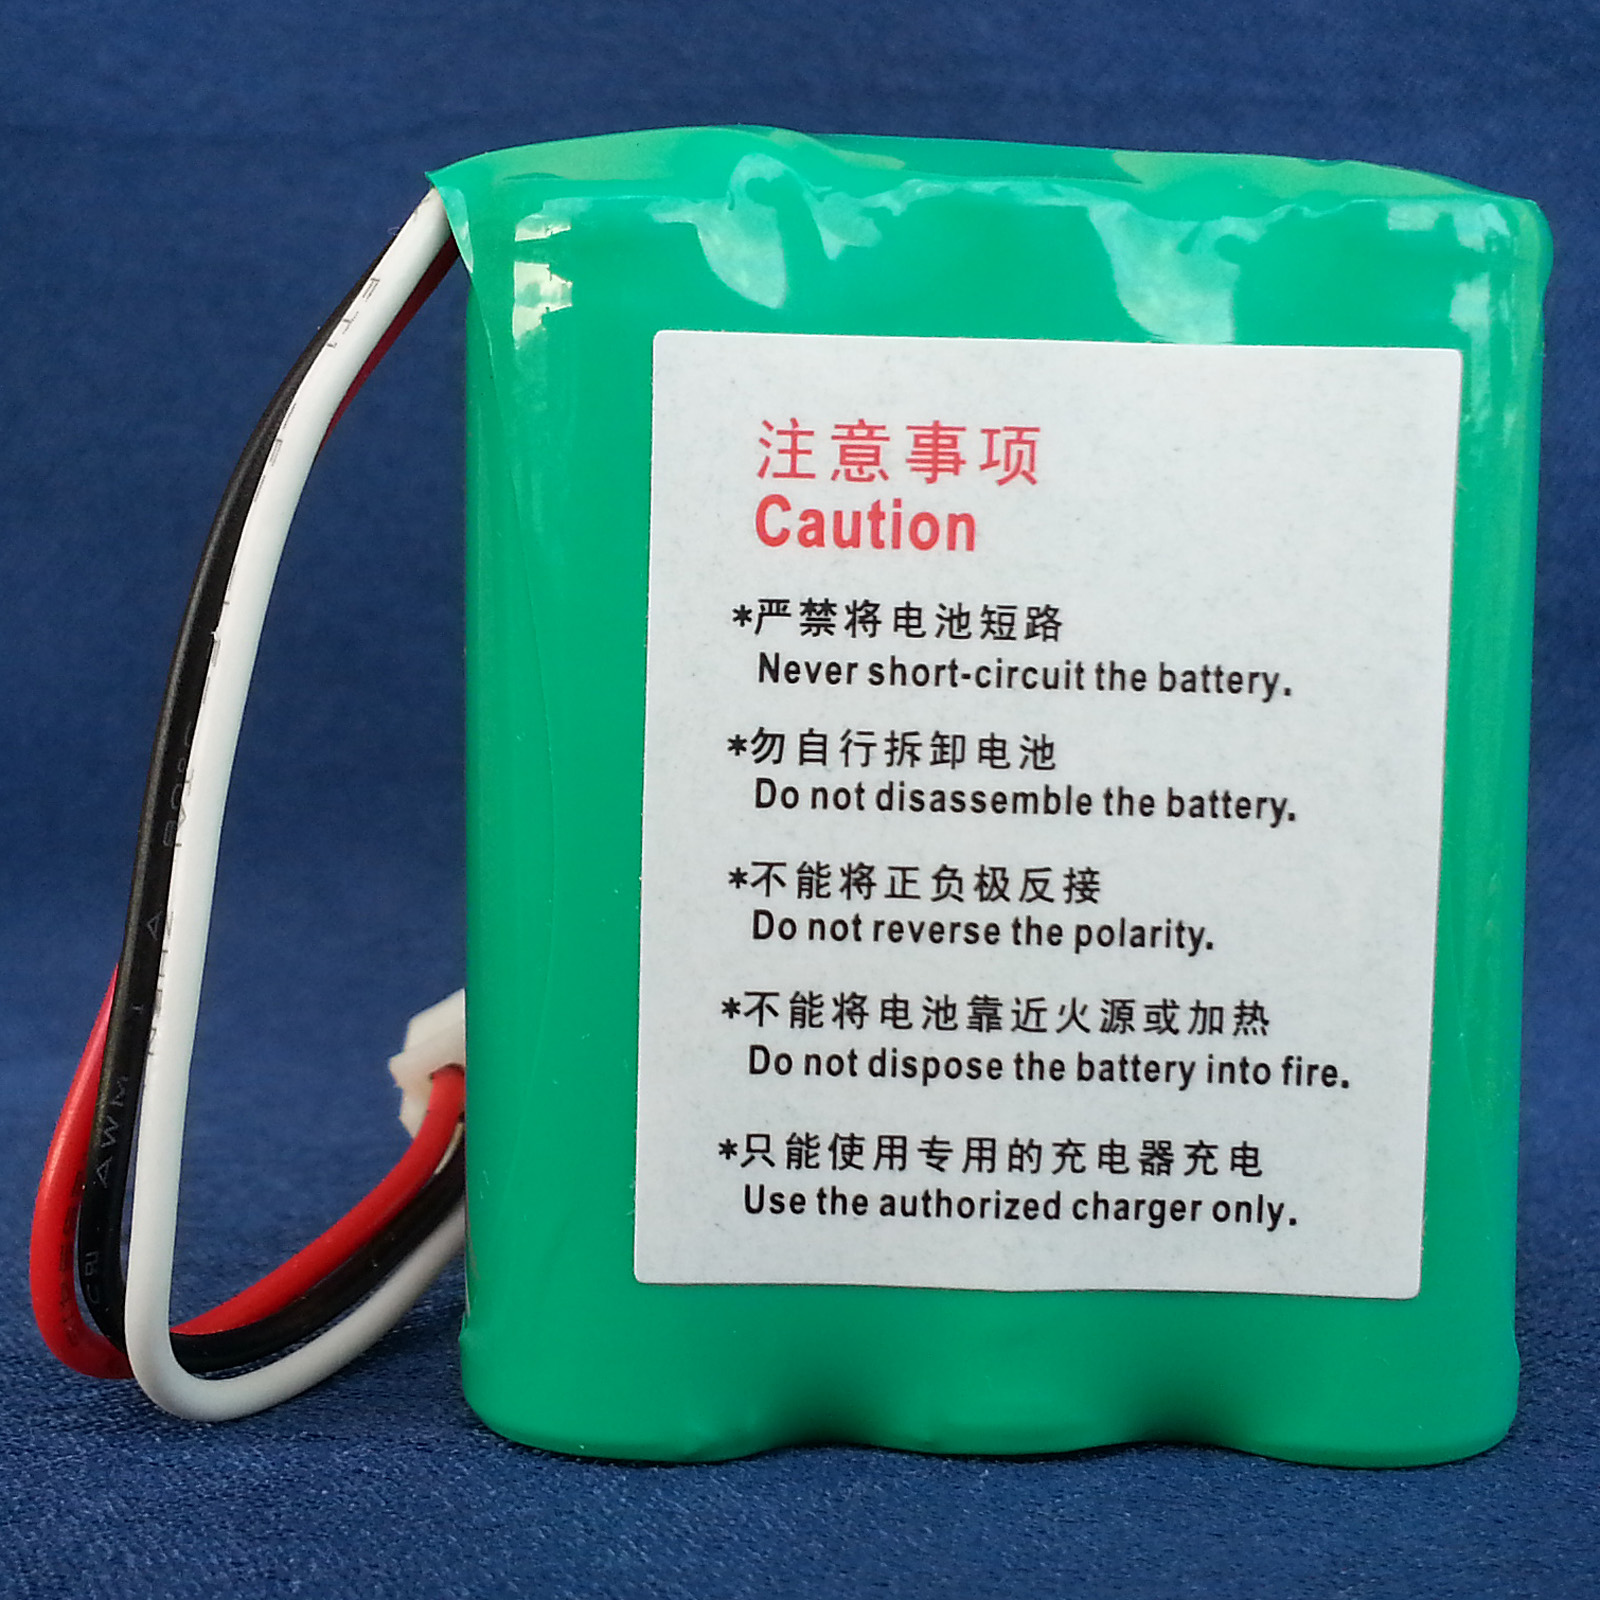 注意事项
Caution
*严禁将电池短路
Never short-circuit the battery.
*勿自行拆卸电池
Do not disassemble the battery.
*不能将正负极反接
Do not reverse the polarity.
*不能将电池靠近火源或加热
Do not dispose the battery into fire.
*只能使用专用的充电器充电
Use the authorized charger only.
AWM